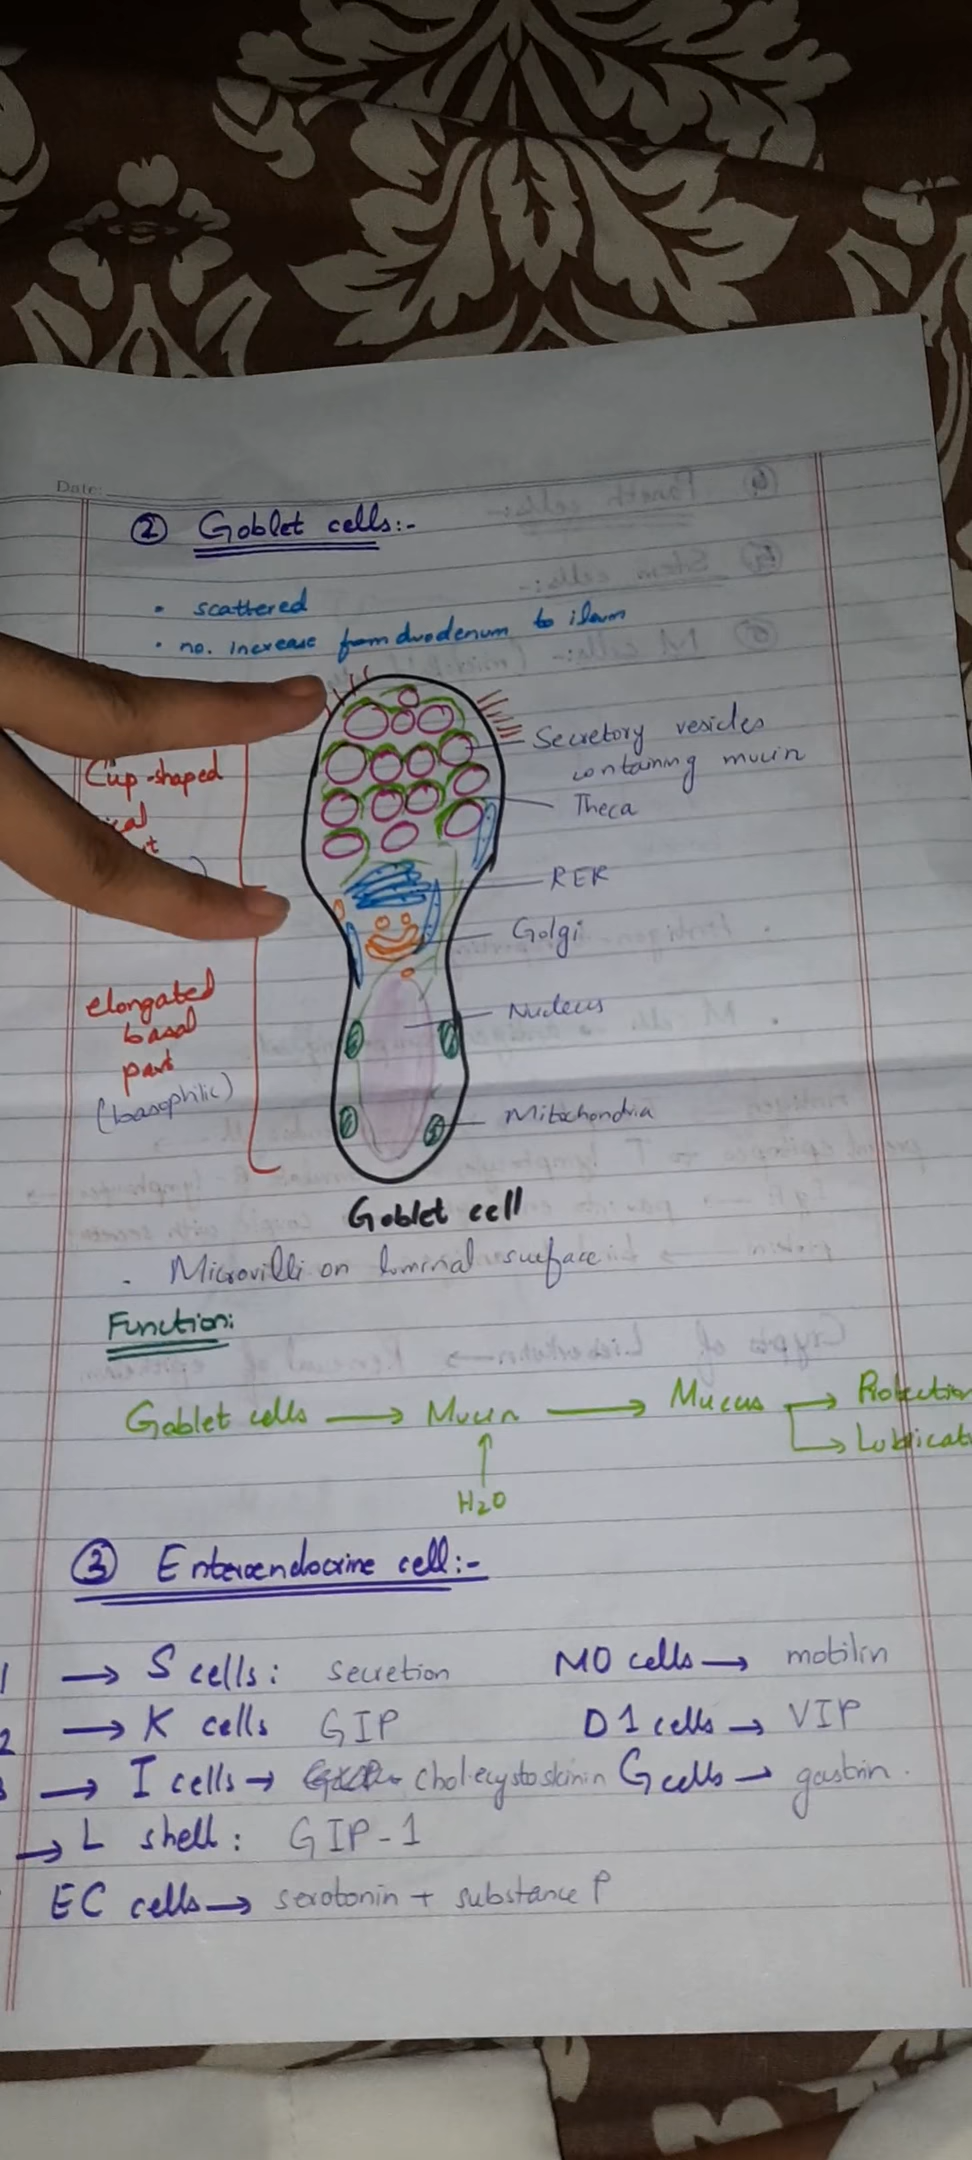 Date:
② Goblet cells:-
• scattered
• no. increase from duodenum to ileum
Secretory vesicles
containing mucin
Theca
Cup-shaped
RER
Golgi
elongated
basal
part
(basophilic)
Nucleus
Mitochondria
Goblet cell
. Microvilli on luminal surface
Function:
Goblet cells → Mucin → Mucus → Protection
→ Lubricat
H2O
③ Enteroendocrine cell:-
1 → S cells: secretion MO cells → motilin
2 → K cells GIP D1 cells → VIP
→ I cells → cholecystoskinin G cells → gastrin.
→ L shell: GIP-1
EC cells → serotonin + substance P